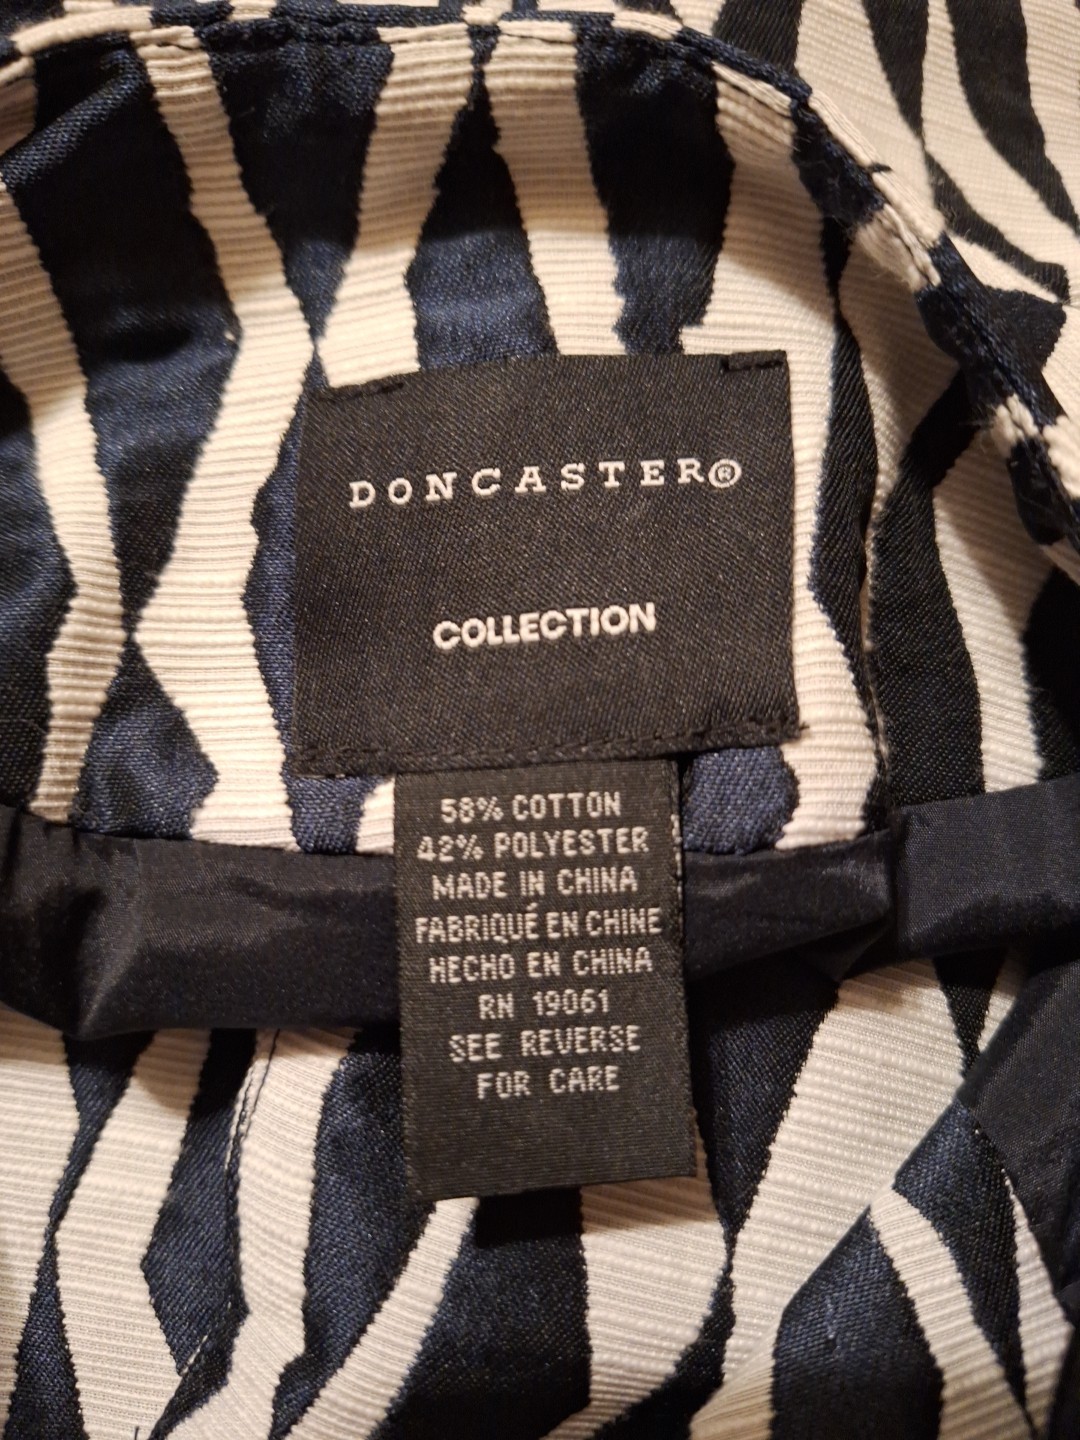 DONCASTER®
COLLECTION
58% COTTON
42% POLYESTER
MADE IN CHINA
FABRIQUÉ EN CHINE
HECHO EN CHINA
RN 19061
SEE REVERSE
FOR CARE